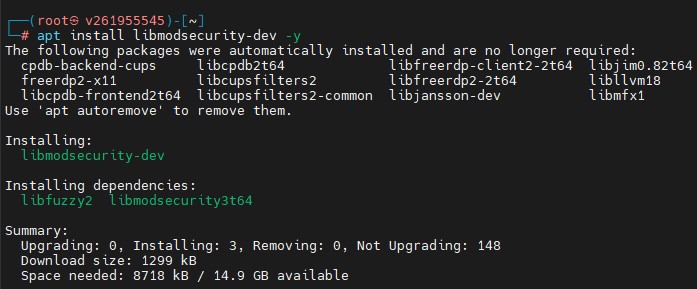 ┌──(root㉿ v261955545)-[~]
└─# apt install libmodsecurity-dev -y
The following packages were automatically installed and are no longer required:
  cpdb-backend-cups    libcpdb2t64            libfreerdp-client2-2t64  libjim0.82t64
  freerdp2-x11         libcupsfilters2        libfreerdp2-2t64         libllvm18
  libcpdb-frontend2t64  libcupsfilters2-common  libjansson-dev           libmfx1
Use 'apt autoremove' to remove them.

Installing:
  libmodsecurity-dev

Installing dependencies:
  libfuzzy2  libmodsecurity3t64

Summary:
  Upgrading: 0, Installing: 3, Removing: 0, Not Upgrading: 148
  Download size: 1299 kB
  Space needed: 8718 kB / 14.9 GB available